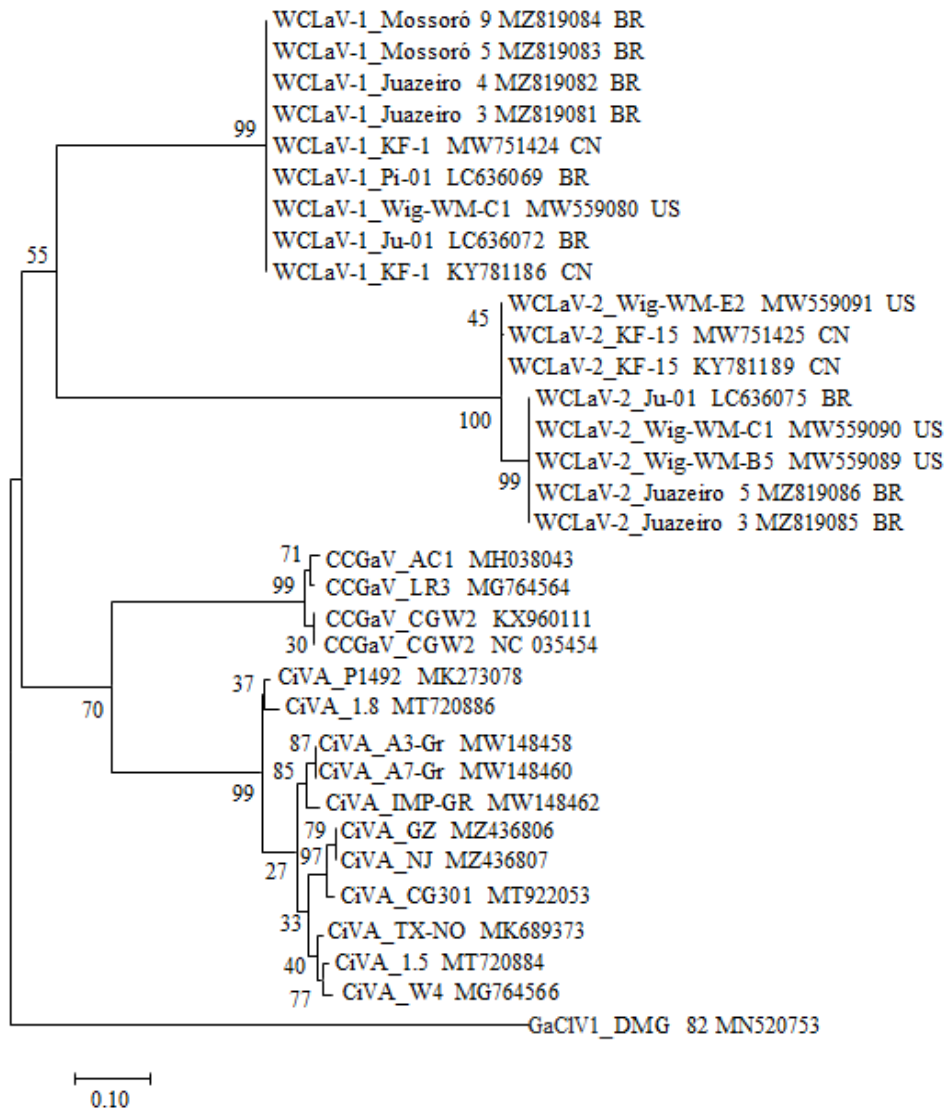 WCLaV-1_Mossoró 9 MZ819084 BR
WCLaV-1_Mossoró 5 MZ819083 BR
WCLaV-1_Juazeiro 4 MZ819082 BR
WCLaV-1_Juazeiro 3 MZ819081 BR
99
WCLaV-1_KF-1 MW751424 CN
WCLaV-1_Pi-01 LC636069 BR
WCLaV-1_Wig-WM-C1 MW559080 US
WCLaV-1_Ju-01 LC636072 BR
55
WCLaV-1_KF-1 KY781186 CN
WCLaV-2_Wig-WM-E2 MW559091 US
45
WCLaV-2_KF-15 MW751425 CN
WCLaV-2_KF-15 KY781189 CN
WCLaV-2_Ju-01 LC636075 BR
100
WCLaV-2_Wig-WM-C1 MW559090 US
WCLaV-2_Wig-WM-B5 MW559089 US
99
WCLaV-2_Juazeiro 5 MZ819086 BR
WCLaV-2_Juazeiro 3 MZ819085 BR
71
CCGaV_AC1 MH038043
99
CCGaV_LR3 MG764564
CCGaV_CGW2 KX960111
30
CCGaV_CGW2 NC 035454
37
CiVA_P1492 MK273078
70
CiVA_1.8 MT720886
87
CiVA_A3-Gr MW148458
85
CiVA_A7-Gr MW148460
99
CiVA_IMP-GR MW148462
79
CiVA_GZ MZ436806
27
97
CiVA_NJ MZ436807
CiVA_CG301 MT922053
33
CiVA_TX-NO MK689373
40
CiVA_1.5 MT720884
77
CiVA_W4 MG764566
GaClV1_DMG 82 MN520753
0.10